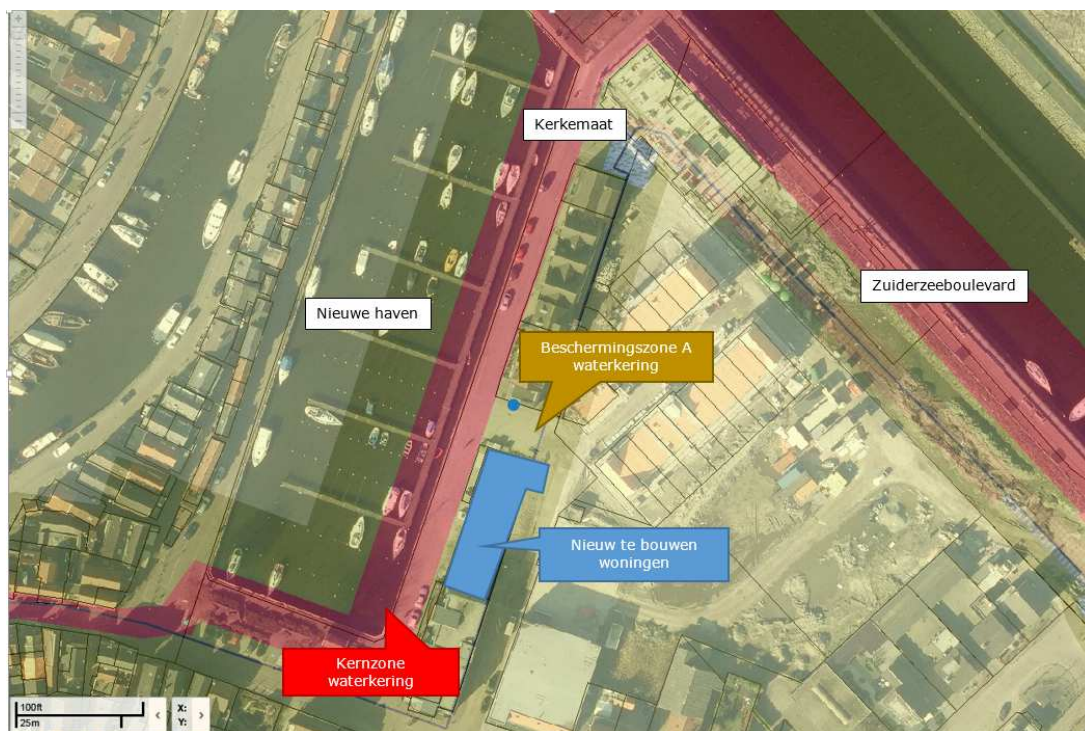 Kerkemaat
Zuiderzeeboulevard
Nieuwe haven
Beschermingszone A
waterkering
Nieuw te bouwen
woningen
Kernzone
waterkering
100ft
25m
X:
Y: